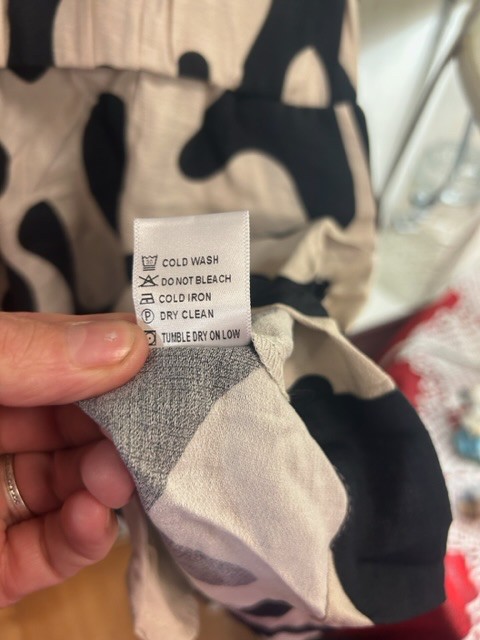 COLD WASH
DO NOT BLEACH
COLD IRON
P DRY CLEAN
TUMBLE DRY ON LOW